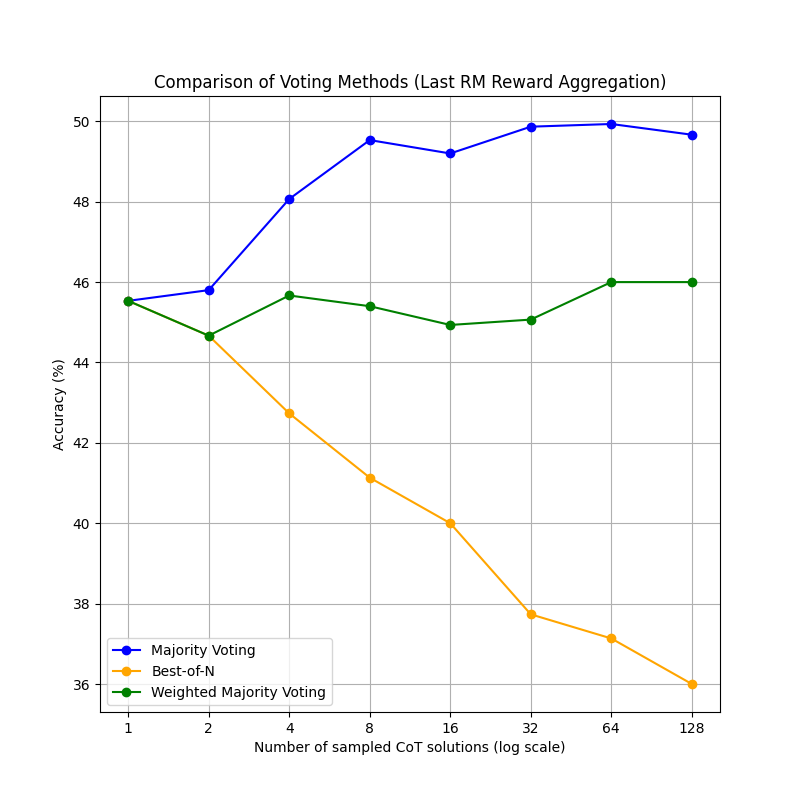 Comparison of Voting Methods (Last RM Reward Aggregation)
Accuracy (%)
50
48
46
44
42
40
38
36
Majority Voting
Best-of-N
Weighted Majority Voting
1 2 4 8 16 32 64 128
Number of sampled CoT solutions (log scale)